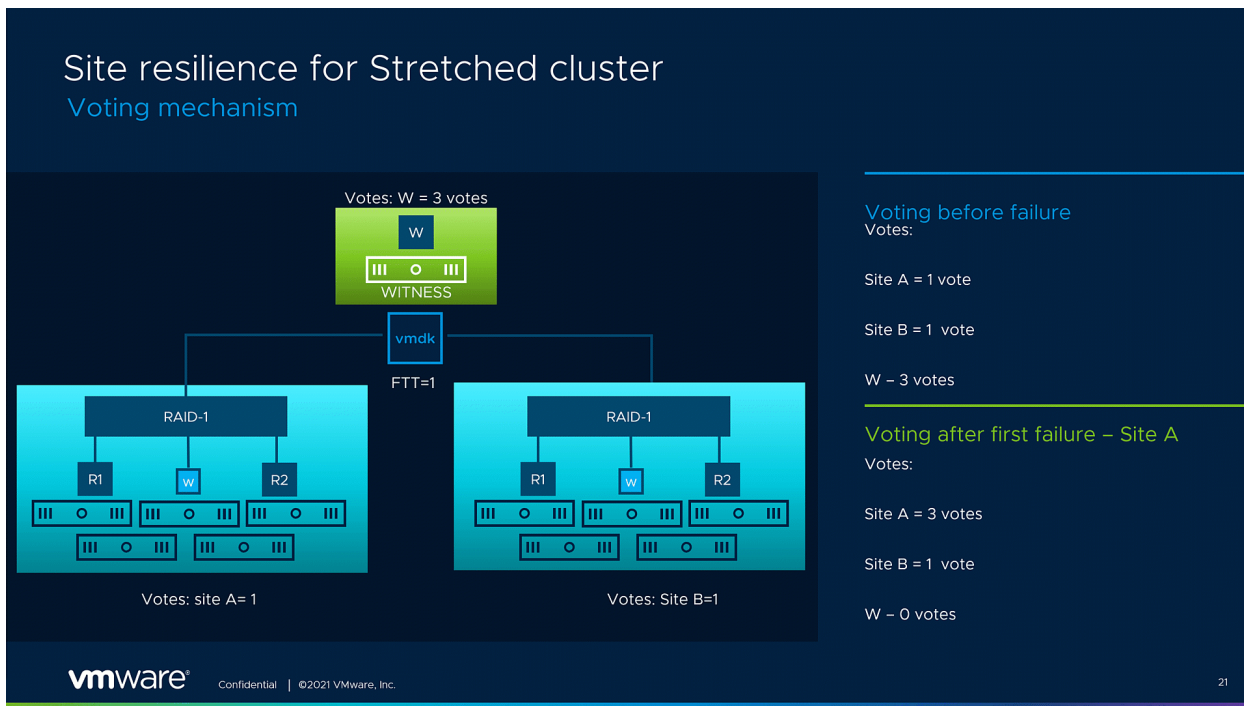 Site resilience for Stretched cluster
Voting mechanism
Votes: W = 3 votes
W
WITNESS
vmdk
FTT=1
RAID-1
R1
w
R2
Votes: site A= 1
RAID-1
R1
w
R2
Votes: Site B=1
Voting before failure
Votes:
Site A = 1 vote
Site B = 1 vote
W – 3 votes
Voting after first failure – Site A
Votes:
Site A = 3 votes
Site B = 1 vote
W – 0 votes
vmware® Confidential | ©2021 VMware, Inc. 21